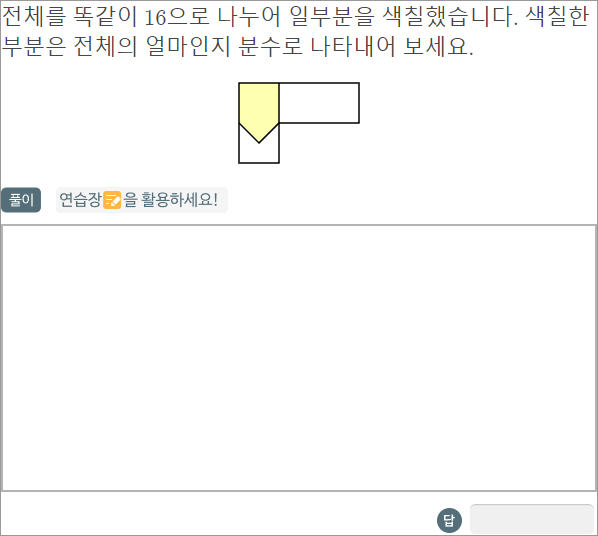 전체를 똑같이 16으로 나누어 일부분을 색칠했습니다. 색칠한
부분은 전체의 얼마인지 분수로 나타내어 보세요.
풀이 연습장을 활용하세요!
답